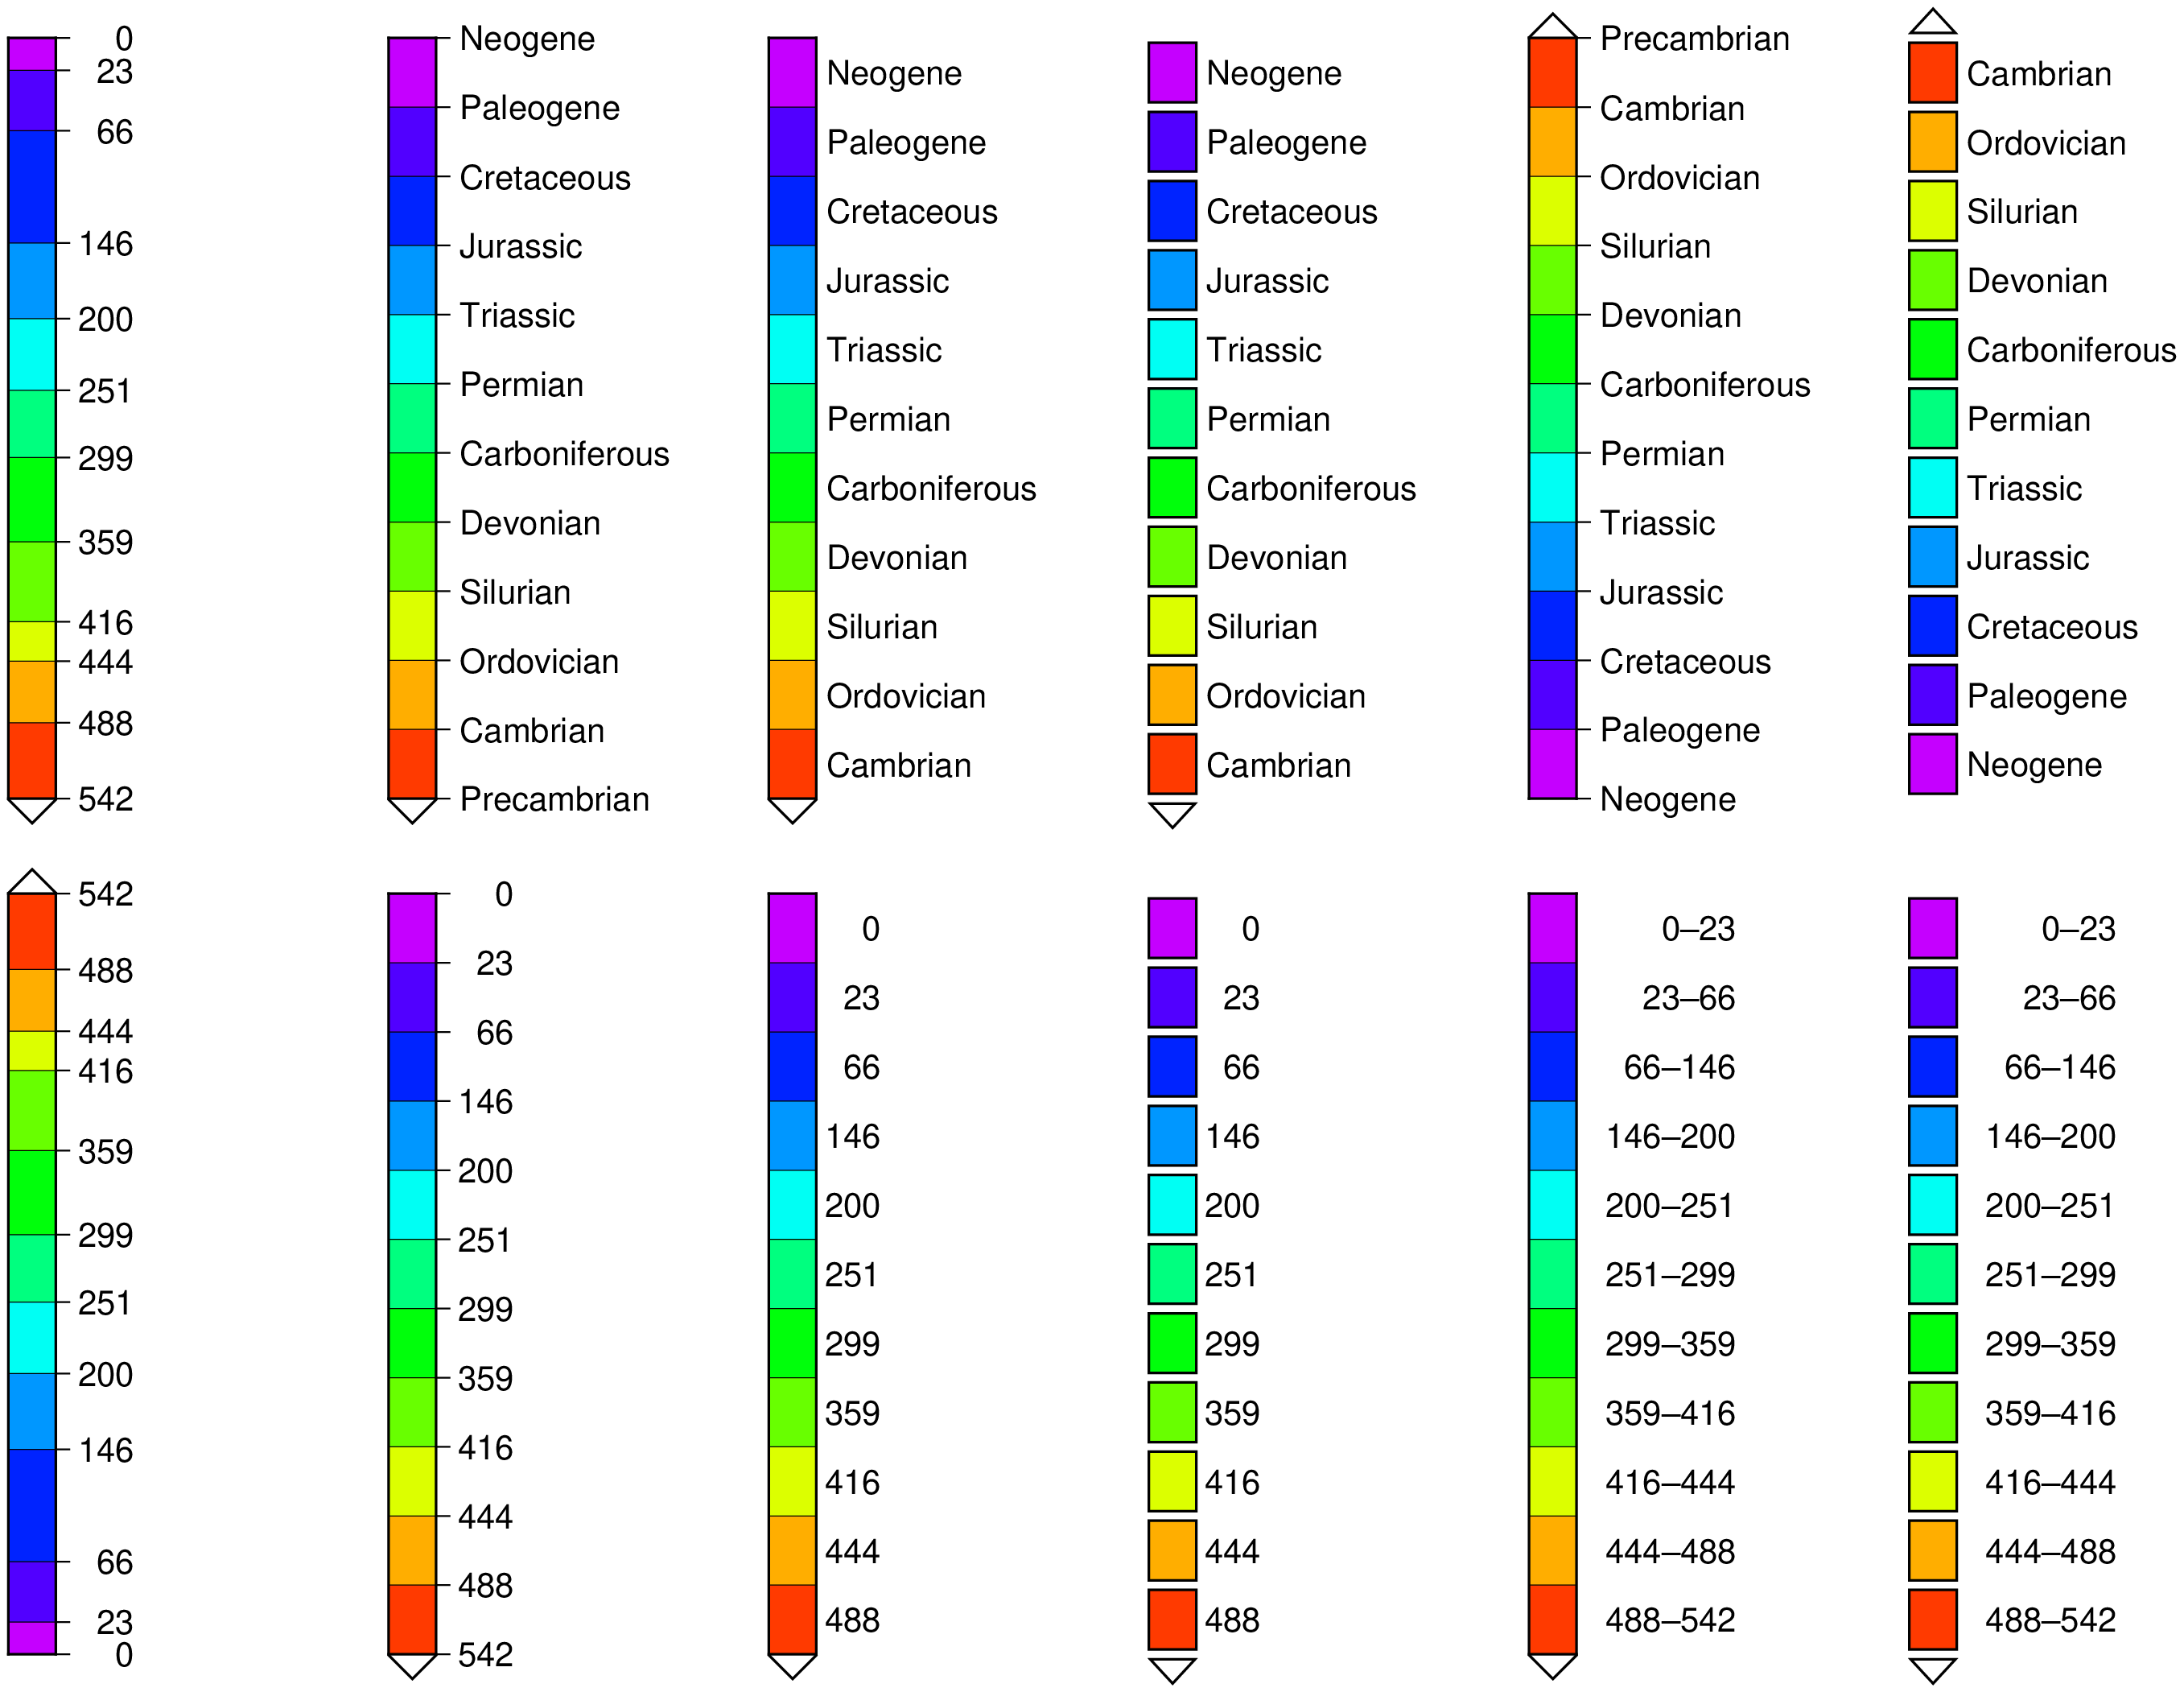 0
23
66
146
200
251
299
359
416
444
488
542
Neogene
Paleogene
Cretaceous
Jurassic
Triassic
Permian
Carboniferous
Devonian
Silurian
Ordovician
Cambrian
Precambrian
Neogene
Paleogene
Cretaceous
Jurassic
Triassic
Permian
Carboniferous
Devonian
Silurian
Ordovician
Cambrian
Neogene
Paleogene
Cretaceous
Jurassic
Triassic
Permian
Carboniferous
Devonian
Silurian
Ordovician
Cambrian
Precambrian
Cambrian
Ordovician
Silurian
Devonian
Carboniferous
Permian
Triassic
Jurassic
Cretaceous
Paleogene
Neogene
Cambrian
Ordovician
Silurian
Devonian
Carboniferous
Permian
Triassic
Jurassic
Cretaceous
Paleogene
Neogene
542
488
444
416
359
299
251
200
146
66
23
0
0
23
66
146
200
251
299
359
416
444
488
542
0
23
66
146
200
251
299
359
416
444
488
0
23
66
146
200
251
299
359
416
444
488
0–23
23–66
66–146
146–200
200–251
251–299
299–359
359–416
416–444
444–488
488–542
0–23
23–66
66–146
146–200
200–251
251–299
299–359
359–416
416–444
444–488
488–542